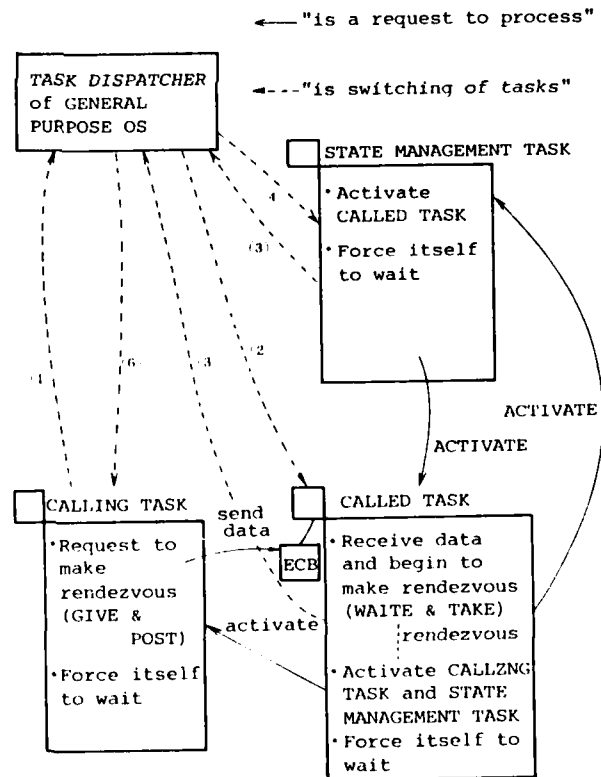 "is a request to process"
TASK DISPATCHER
of GENERAL
PURPOSE OS
"is switching of tasks"
STATE MANAGEMENT TASK
· Activate
CALLED TASK
· Force itself
to wait
4
(3)
(2
(3
(6)
(1
ACTIVATE
ACTIVATE
CALLING TASK
· Request to
make
rendezvous
(GIVE &
POST)
· Force itself
to wait
send
data
ECB
activate
CALLED TASK
· Receive data
and begin to
make rendezvous
(WAITE & TAKE)
rendezvous
· Activate CALLZNG
TASK and STATE
MANAGEMENT TASK
· Force itself to
wait